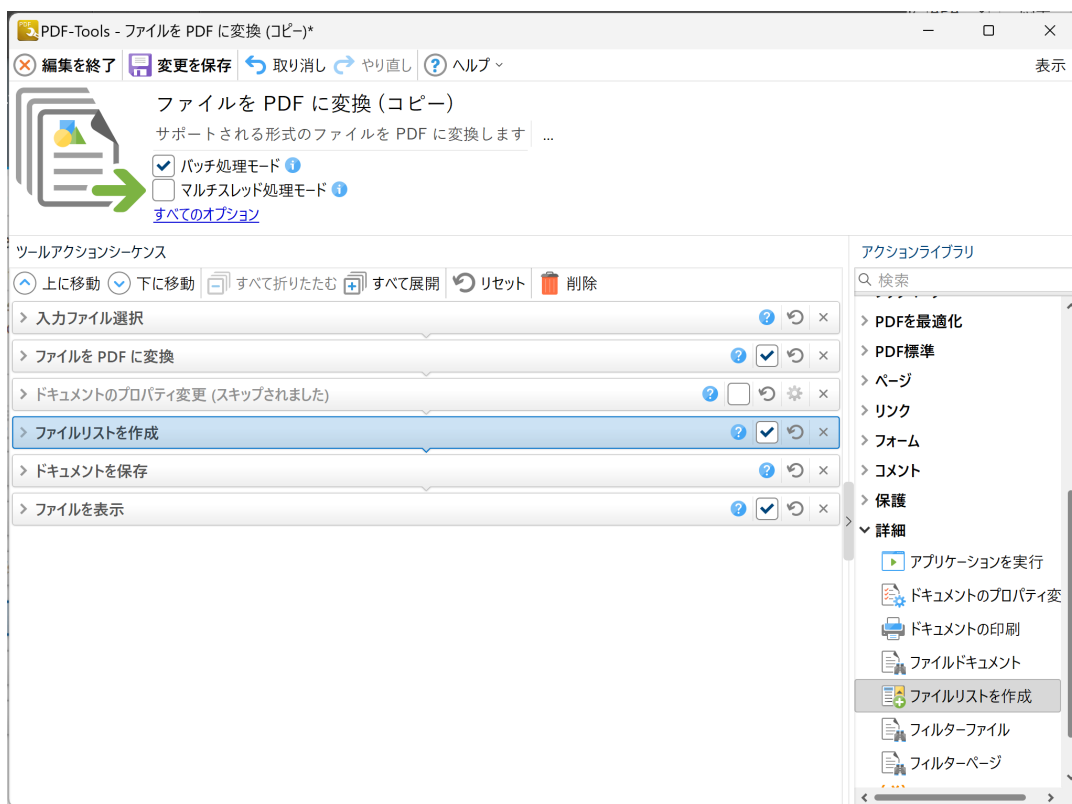 PDF-Tools - ファイルを PDF に変換 (コピー)*
編集を終了 変更を保存 取り消し やり直し ヘルプ 表示
ファイルを PDF に変換 (コピー)
サポートされる形式のファイルを PDF に変換します ...
バッチ処理モード
マルチスレッド処理モード
すべてのオプション
ツールアクションシーケンス
上に移動 下に移動 すべて折りたたむ すべて展開 リセット 削除
入力ファイル選択
ファイルを PDF に変換
ドキュメントのプロパティ変更 (スキップされました)
ファイルリストを作成
ドキュメントを保存
ファイルを表示
アクションライブラリ
検索
PDFを最適化
PDF標準
ページ
リンク
フォーム
コメント
保護
詳細
アプリケーションを実行
ドキュメントのプロパティ変
ドキュメントの印刷
ファイルドキュメント
ファイルリストを作成
フィルターファイル
フィルターページ